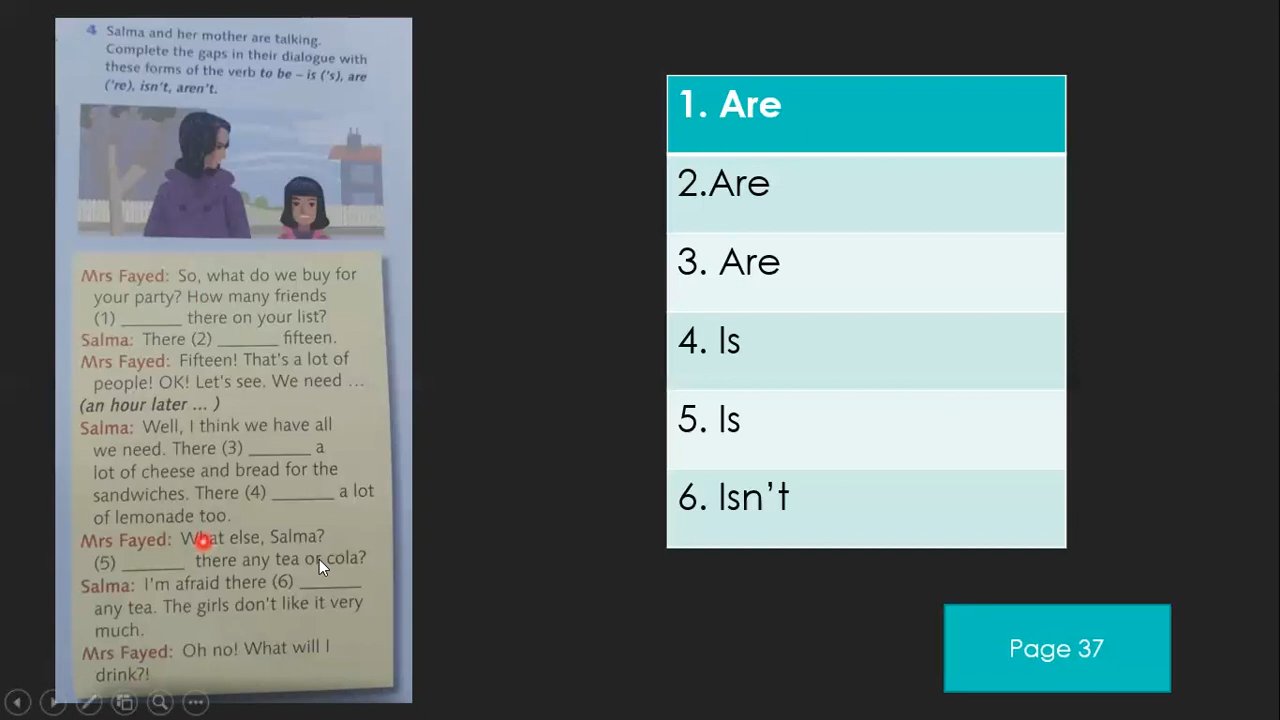 4 Salma and her mother are talking.
Complete the gaps in their dialogue with
these forms of the verb to be – is ('s), are
('re), isn't, aren't.
Mrs Fayed: So, what do we buy for
your party? How many friends
(1) ______ there on your list?
Salma: There (2) ______ fifteen.
Mrs Fayed: Fifteen! That's a lot of
people! OK! Let's see. We need ...
(an hour later ... )
Salma: Well, I think we have all
we need. There (3) ______ a
lot of cheese and bread for the
sandwiches. There (4) ______ a lot
of lemonade too.
Mrs Fayed: What else, Salma?
(5) ______ there any tea or cola?
Salma: I'm afraid there (6) ______
any tea. The girls don't like it very
much.
Mrs Fayed: Oh no! What will I
drink?!
1. Are
2.Are
3. Are
4. Is
5. Is
6. Isn't
Page 37